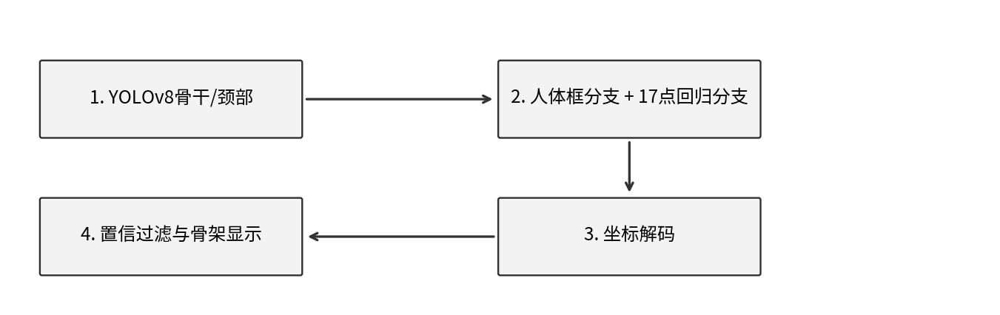 1. YOLOv8骨干/颈部
2. 人体框分支 + 17点回归分支
3. 坐标解码
4. 置信过滤与骨架显示